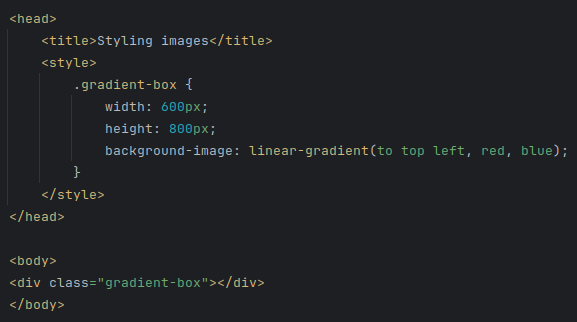 <head>
    <title>Styling images</title>
    <style>
        .gradient-box {
            width: 600px;
            height: 800px;
            background-image: linear-gradient(to top left, red, blue);
        }
    </style>
</head>

<body>
<div class="gradient-box"></div>
</body>